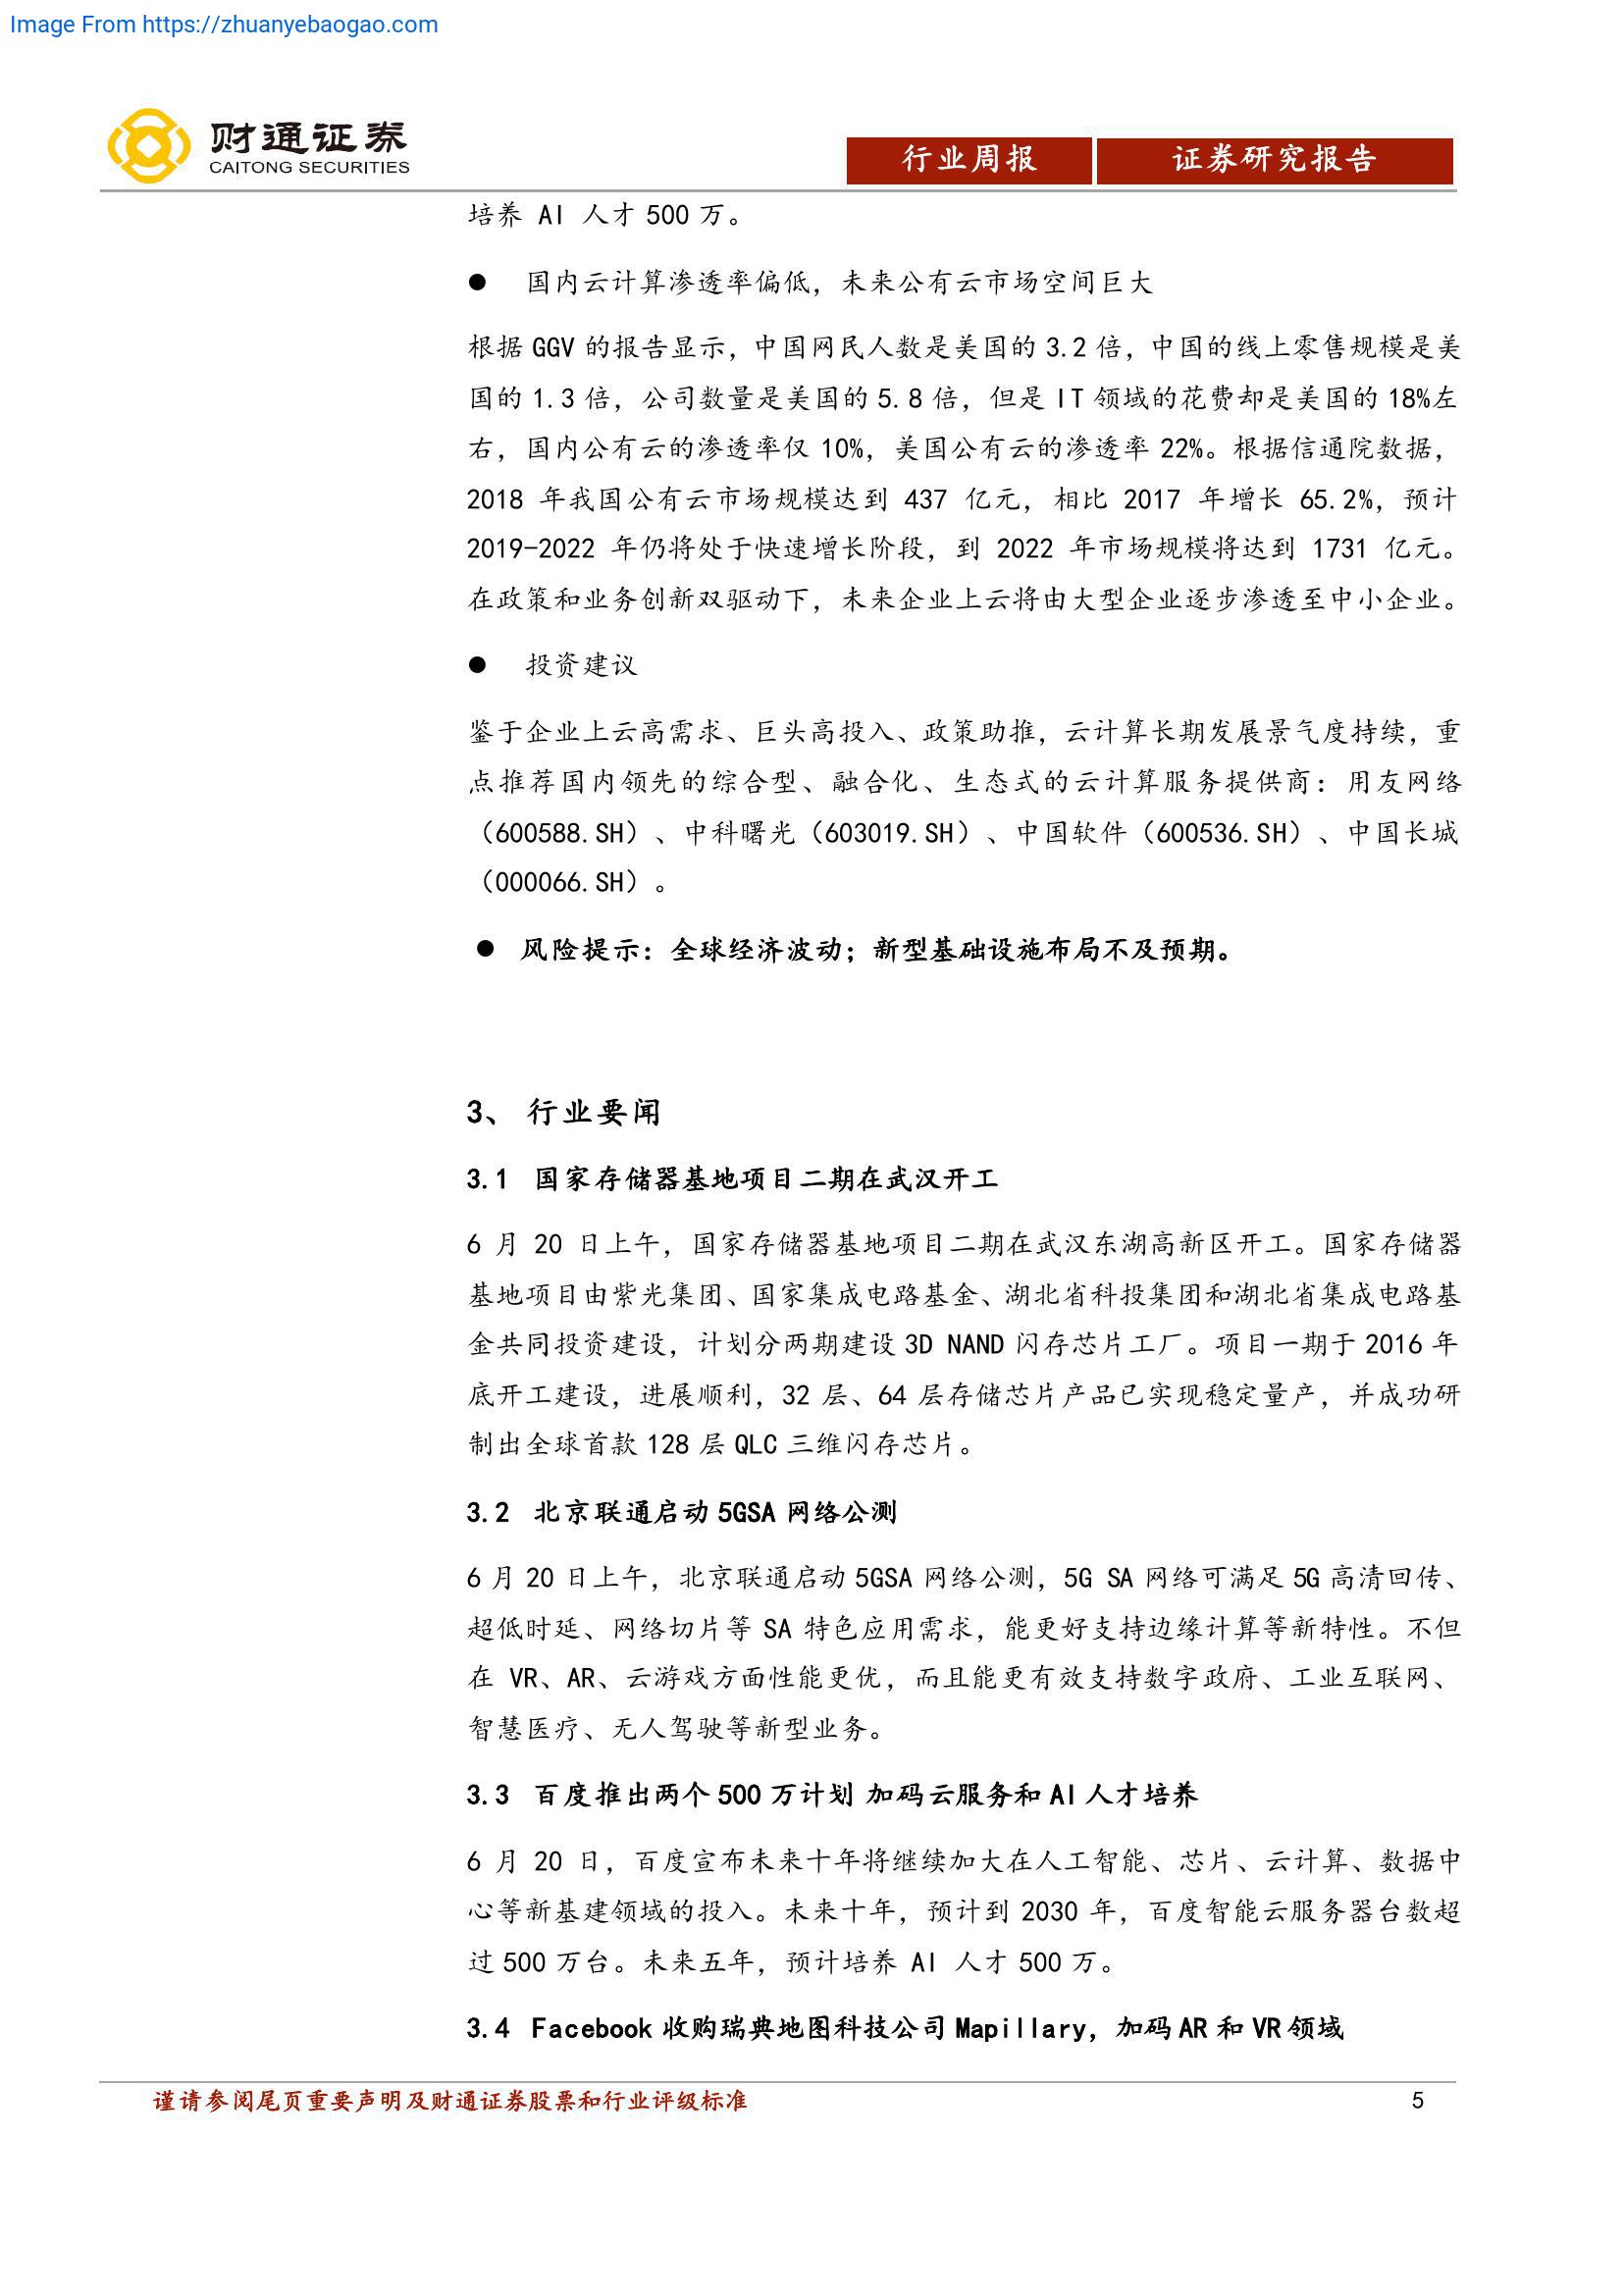 Image From https://zhuanyebaogao.com
财通证券
CAITONG SECURITIES
行业周报
证券研究报告
培养 AI 人才 500 万。
● 国内云计算渗透率偏低，未来公有云市场空间巨大
根据 GGV 的报告显示，中国网民人数是美国的 3.2 倍，中国的线上零售规模是美
国的 1.3 倍，公司数量是美国的 5.8 倍，但是 IT 领域的花费却是美国的 18%左
右，国内公有云的渗透率仅 10%，美国公有云的渗透率 22%。根据信通院数据，
2018 年我国公有云市场规模达到 437 亿元，相比 2017 年增长 65.2%，预计
2019-2022 年仍将处于快速增长阶段，到 2022 年市场规模将达到 1731 亿元。
在政策和业务创新双驱动下，未来企业上云将由大型企业逐步渗透至中小企业。
● 投资建议
鉴于企业上云高需求、巨头高投入、政策助推，云计算长期发展景气度持续，重
点推荐国内领先的综合型、融合化、生态式的云计算服务提供商：用友网络
（600588.SH）、中科曙光（603019.SH）、中国软件（600536.SH）、中国长城
（000066.SH）。
● 风险提示：全球经济波动；新型基础设施布局不及预期。
3、 行业要闻
3.1 国家存储器基地项目二期在武汉开工
6 月 20 日上午，国家存储器基地项目二期在武汉东湖高新区开工。国家存储器
基地项目由紫光集团、国家集成电路基金、湖北省科投集团和湖北省集成电路基
金共同投资建设，计划分两期建设 3D NAND 闪存芯片工厂。项目一期于 2016 年
底开工建设，进展顺利，32 层、64 层存储芯片产品已实现稳定量产，并成功研
制出全球首款 128 层 QLC 三维闪存芯片。
3.2 北京联通启动 5GSA 网络公测
6 月 20 日上午，北京联通启动 5GSA 网络公测，5G SA 网络可满足 5G 高清回传、
超低时延、网络切片等 SA 特色应用需求，能更好支持边缘计算等新特性。不但
在 VR、AR、云游戏方面性能更优，而且能更有效支持数字政府、工业互联网、
智慧医疗、无人驾驶等新型业务。
3.3 百度推出两个 500 万计划 加码云服务和 AI 人才培养
6 月 20 日，百度宣布未来十年将继续加大在人工智能、芯片、云计算、数据中
心等新基建领域的投入。未来十年，预计到 2030 年，百度智能云服务器台数超
过 500 万台。未来五年，预计培养 AI 人才 500 万。
3.4 Facebook 收购瑞典地图科技公司 Mapillary，加码 AR 和 VR 领域
谨请参阅尾页重要声明及财通证券股票和行业评级标准
5